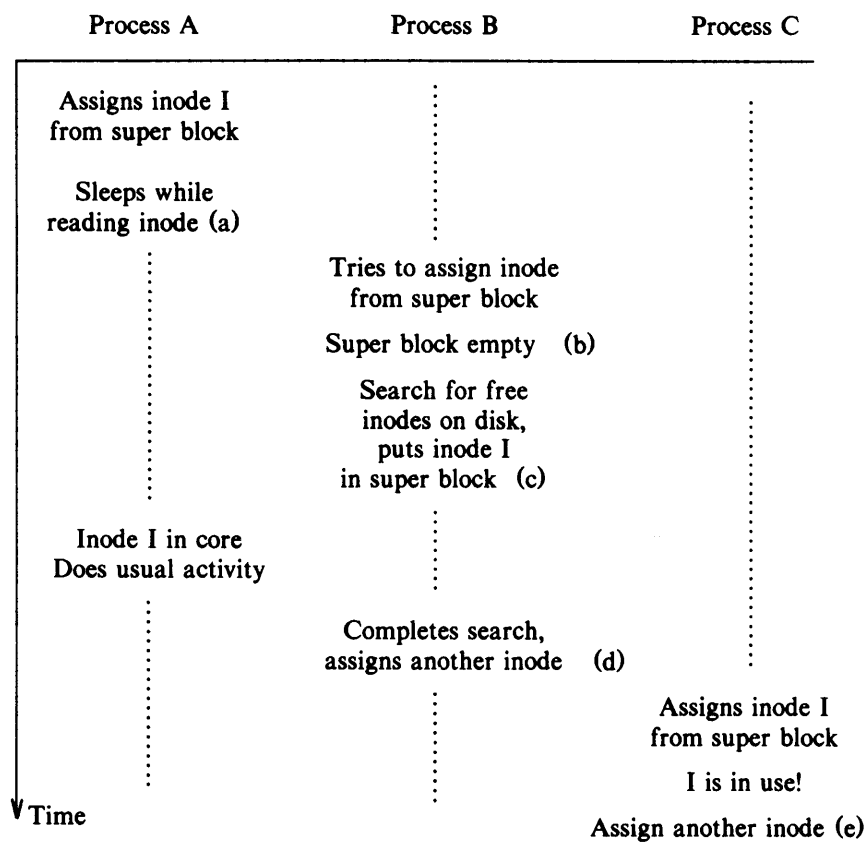 Process A
Process B
Process C
Assigns inode I
from super block
Sleeps while
reading inode (a)
Tries to assign inode
from super block
Super block empty (b)
Search for free
inodes on disk,
puts inode I
in super block (c)
Inode I in core
Does usual activity
Completes search,
assigns another inode (d)
Assigns inode I
from super block
I is in use!
Assign another inode (e)
Time